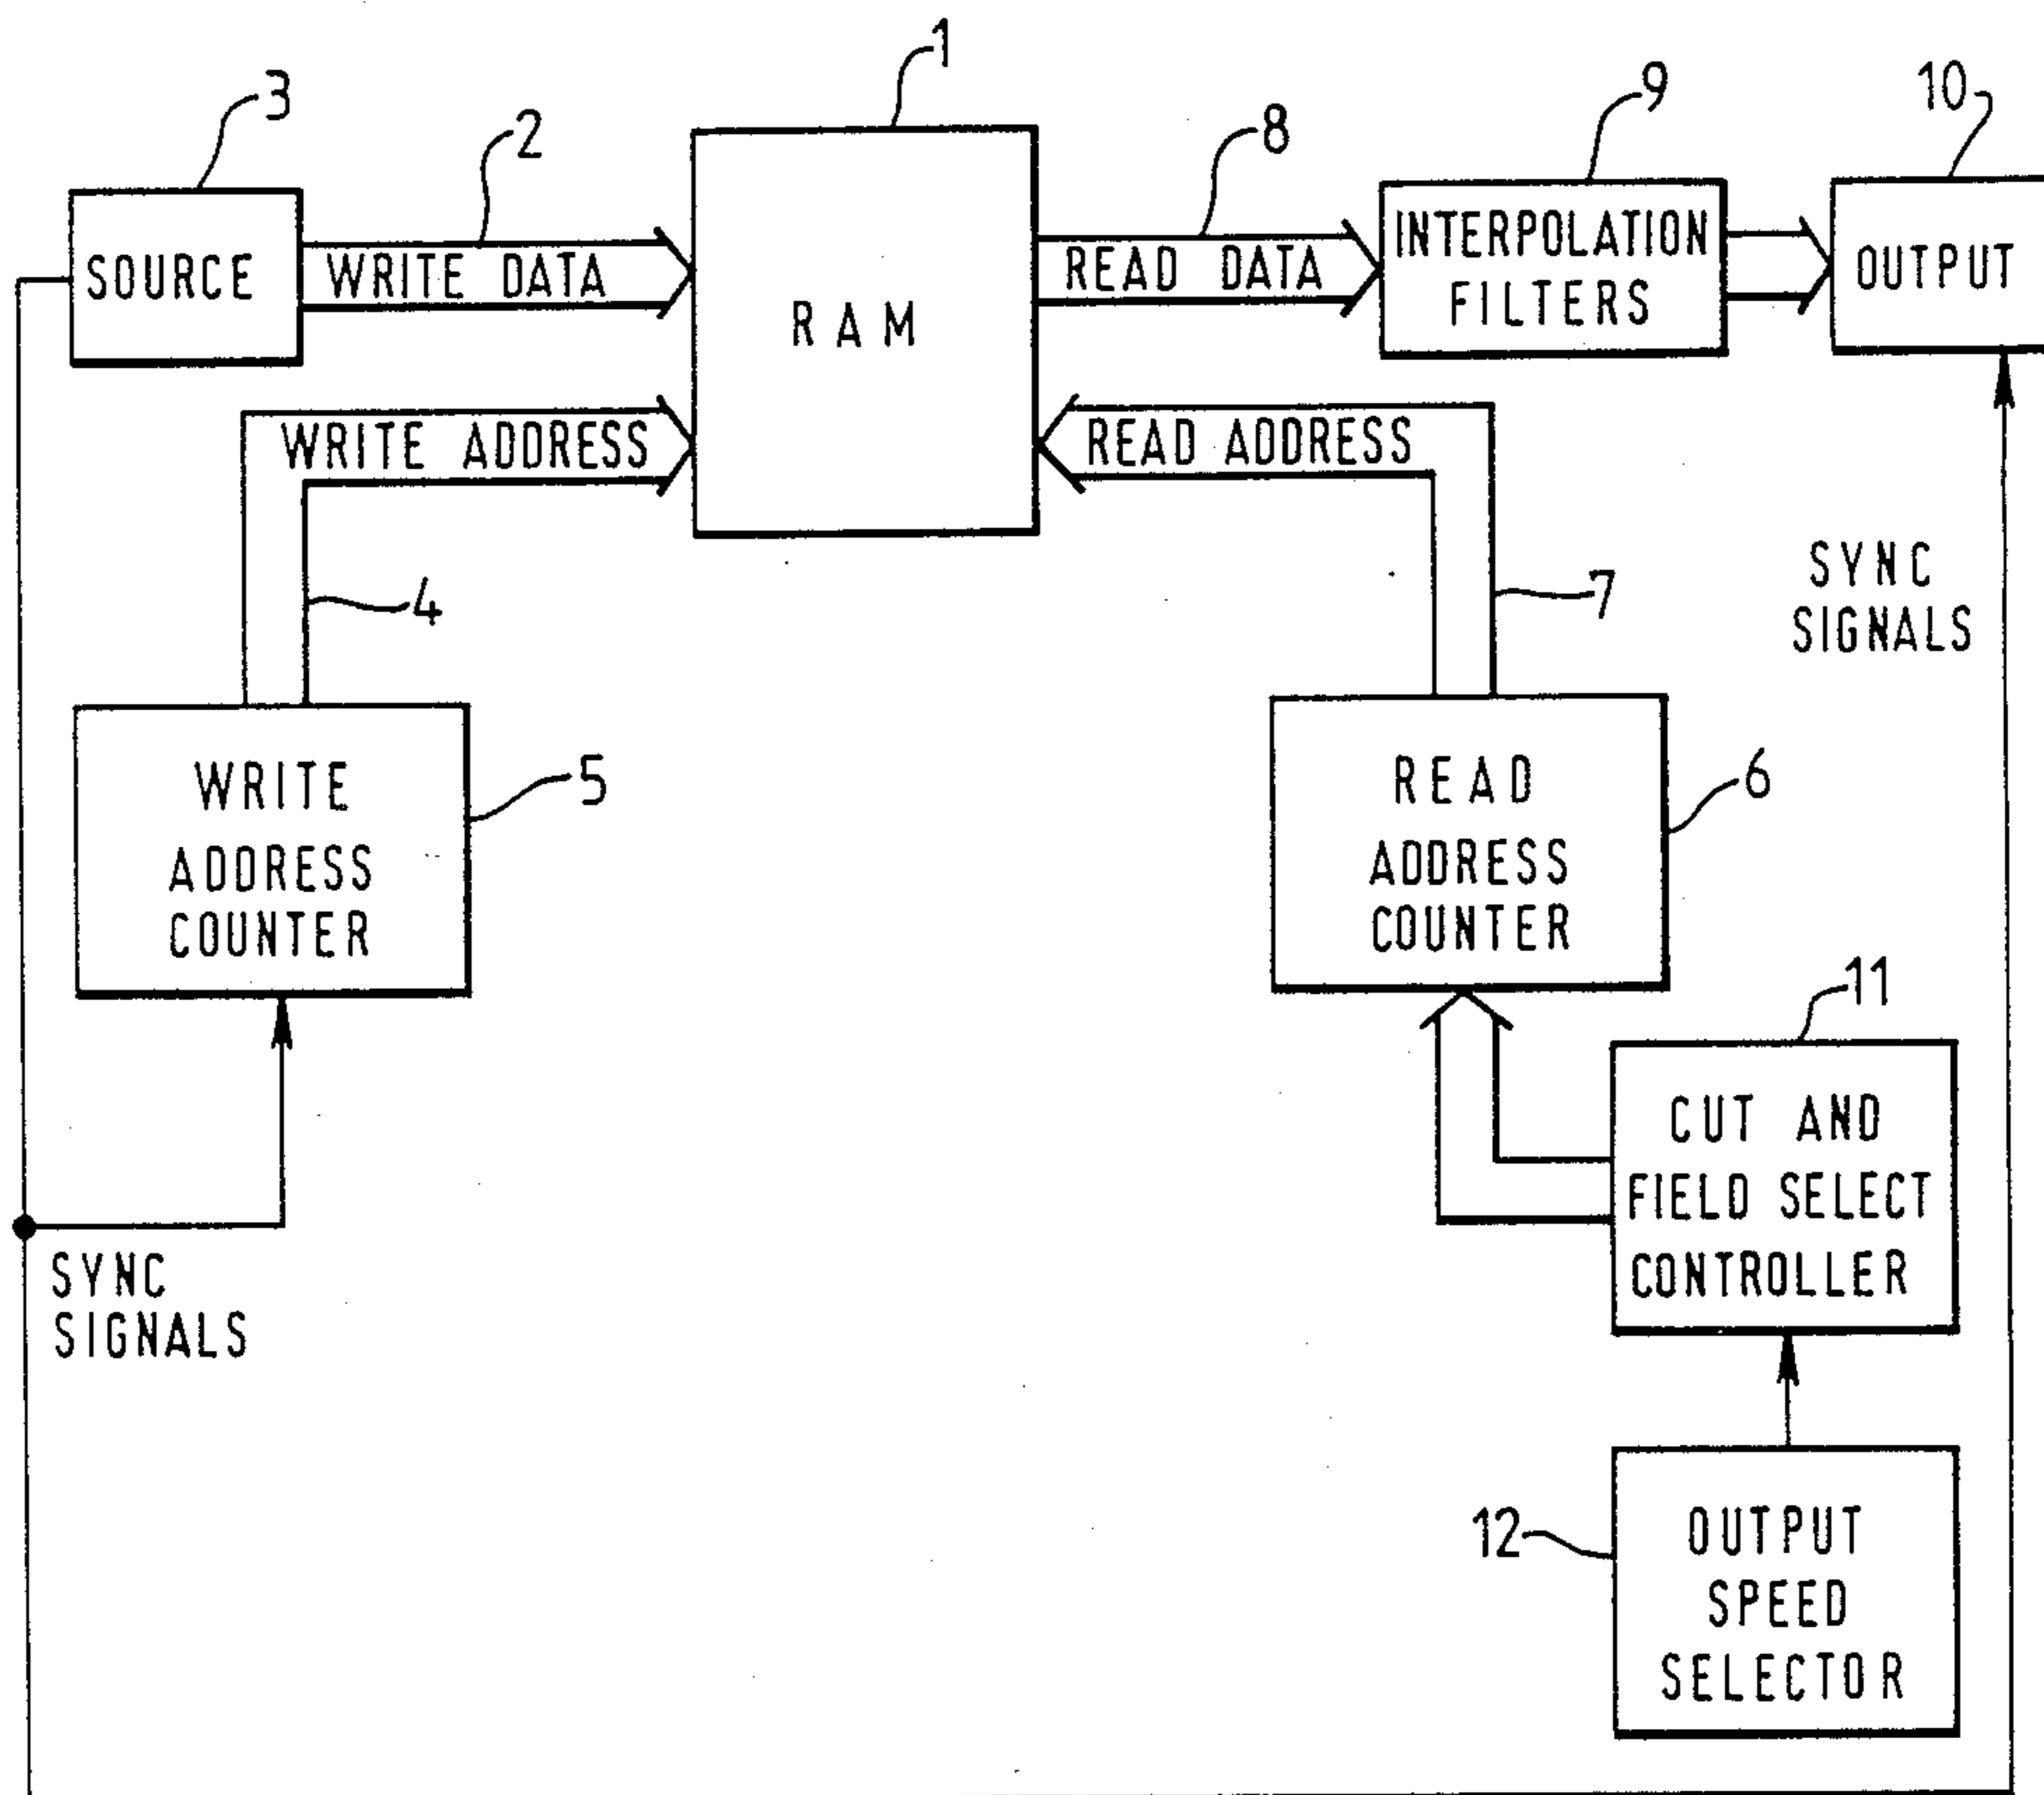 1
3
2
8
9
10
SOURCE
WRITE DATA
RAM
READ DATA
INTERPOLATION
FILTERS
OUTPUT
WRITE ADDRESS
READ ADDRESS
4
7
SYNC
SIGNALS
WRITE
ADDRESS
COUNTER
5
READ
ADDRESS
COUNTER
6
11
CUT AND
FIELD SELECT
CONTROLLER
SYNC
SIGNALS
12
OUTPUT
SPEED
SELECTOR